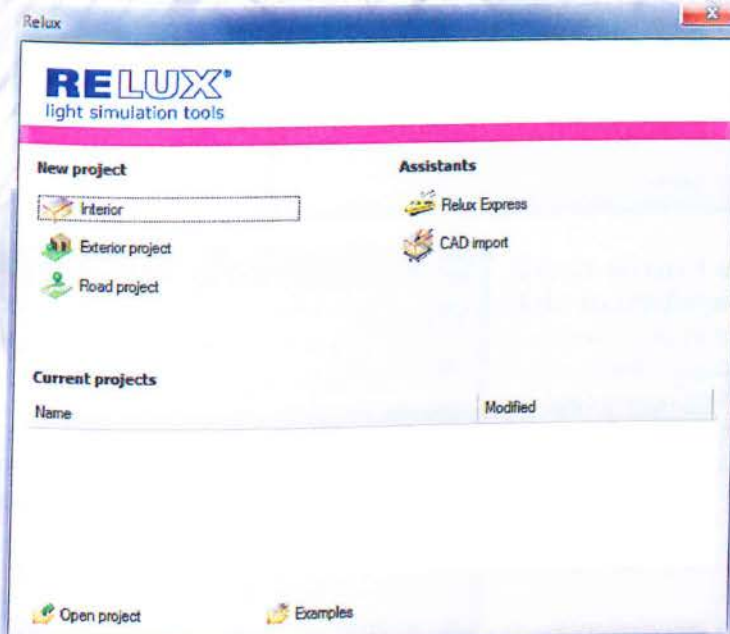 Relux
RELUX®
light simulation tools
New project
Interior
Exterior project
Road project
Assistants
Relux Express
CAD import
Current projects
Name Modified
Open project
Examples